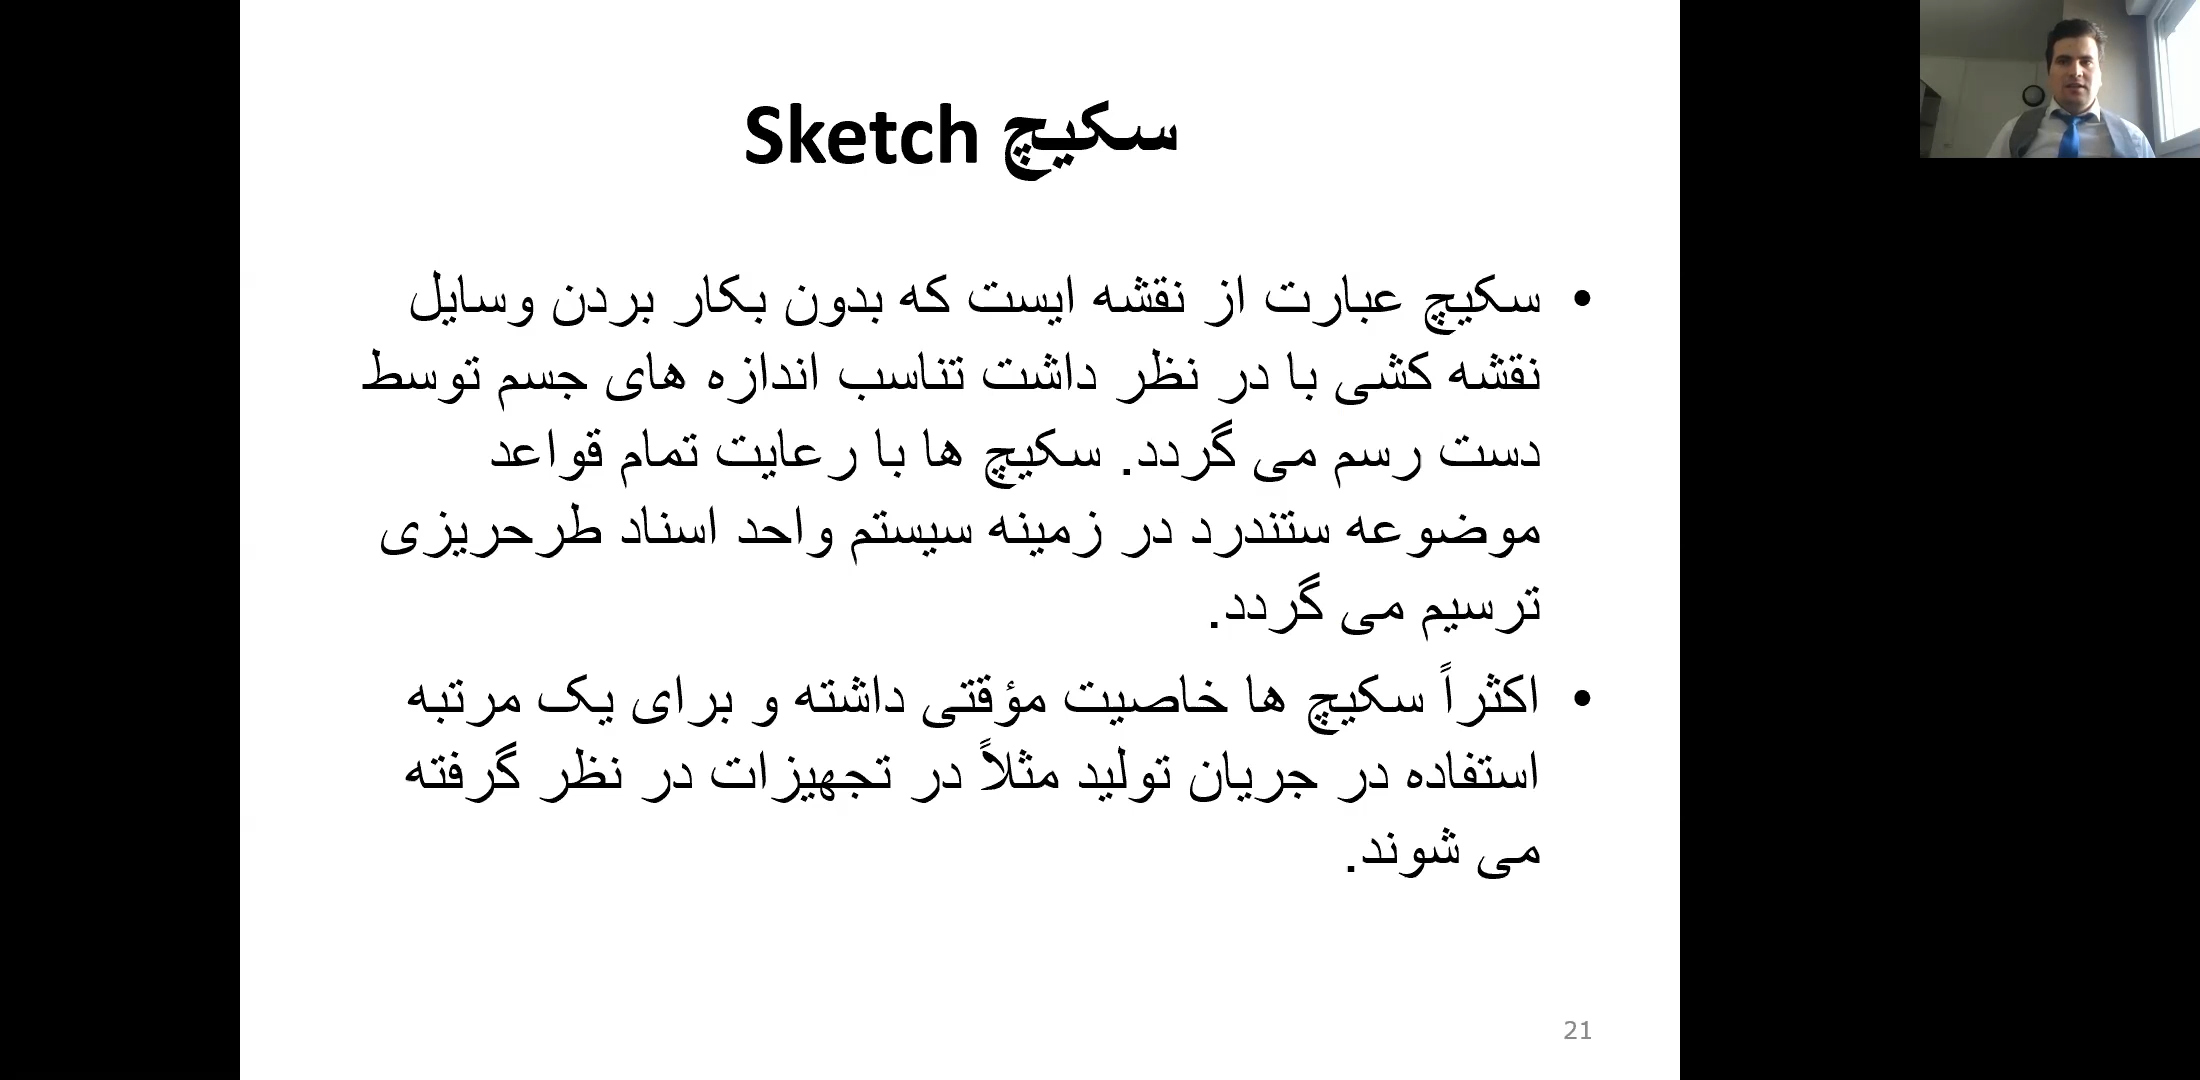 سکیچ Sketch
• سکیچ عبارت از نقشه ایست که بدون بکار بردن وسایل
نقشه کشی با در نظر داشت تناسب اندازه های جسم توسط
دست رسم می گردد. سکیچ ها با رعایت تمام قواعد
موضوعه ستندرد در زمینه سیستم واحد اسناد طرحریزی
ترسیم می گردد.
• اکثراً سکیچ ها خاصیت مؤقتی داشته و برای یک مرتبه
استفاده در جریان تولید مثلاً در تجهیزات در نظر گرفته
می شوند.
21